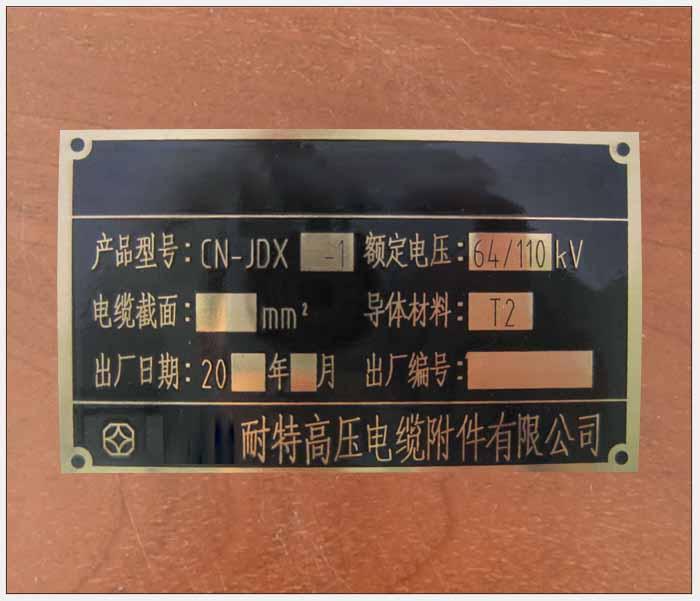 产品型号：CN-JDX -1 额定电压：64/110kV
电缆截面： mm² 导体材料：T2
出厂日期：20 年 月 出厂编号：
耐特高压电缆附件有限公司